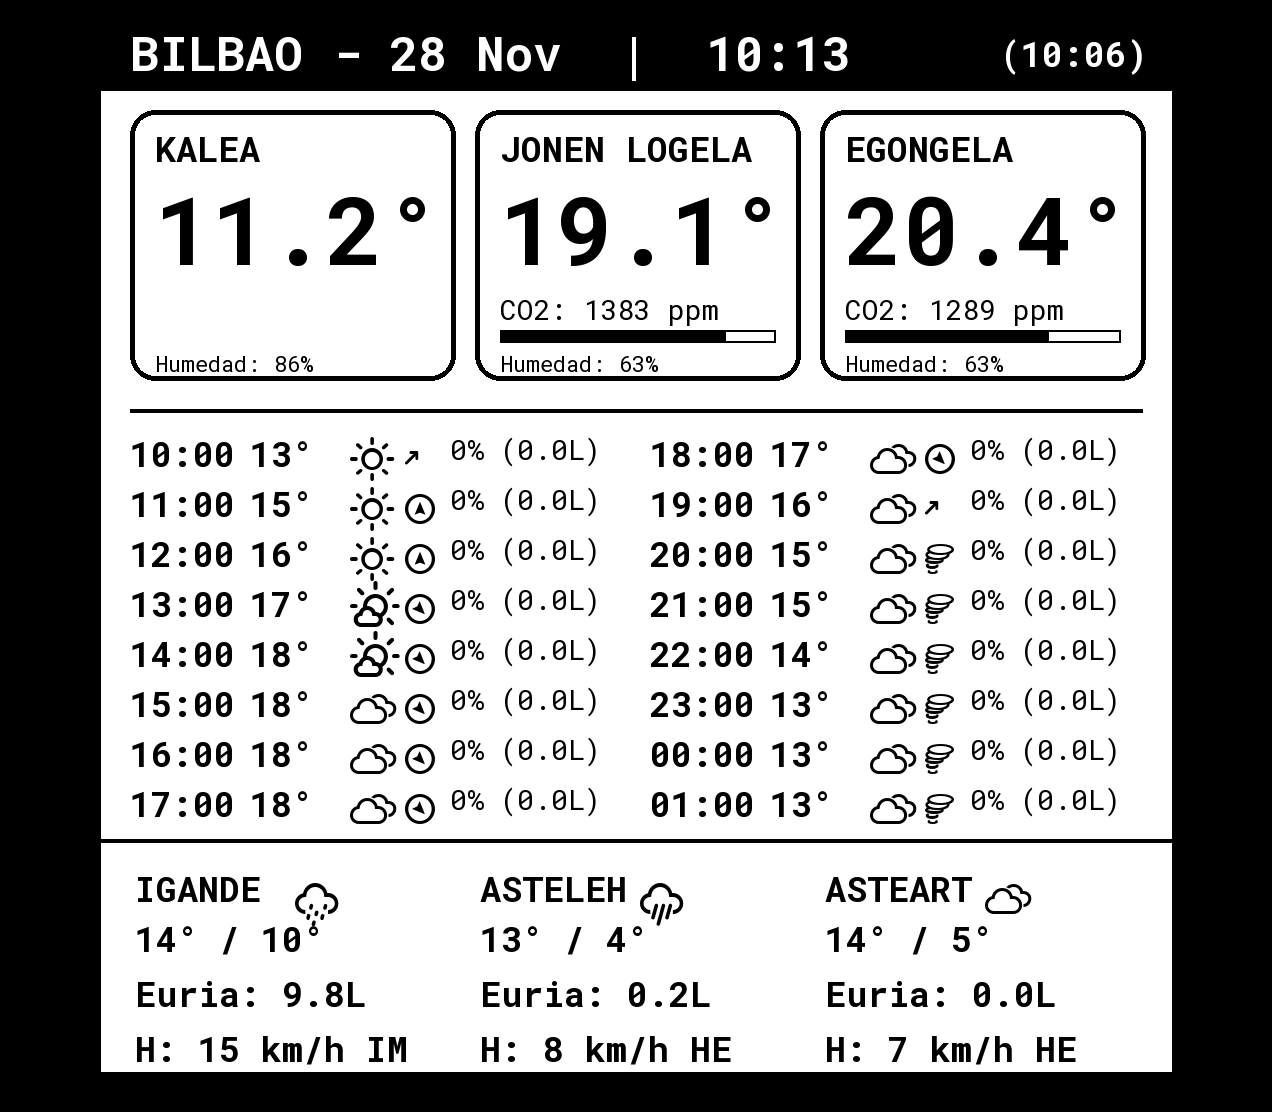 BILBAO - 28 Nov | 10:13 (10:06)
KALEA
11.2°
Humedad: 86%
JONEN LOGELA
19.1°
CO2: 1383 ppm
Humedad: 63%
EGONGELA
20.4°
CO2: 1289 ppm
Humedad: 63%
10:00 13° 0% (0.0L)
11:00 15° 0% (0.0L)
12:00 16° 0% (0.0L)
13:00 17° 0% (0.0L)
14:00 18° 0% (0.0L)
15:00 18° 0% (0.0L)
16:00 18° 0% (0.0L)
17:00 18° 0% (0.0L)
18:00 17° 0% (0.0L)
19:00 16° 0% (0.0L)
20:00 15° 0% (0.0L)
21:00 15° 0% (0.0L)
22:00 14° 0% (0.0L)
23:00 13° 0% (0.0L)
00:00 13° 0% (0.0L)
01:00 13° 0% (0.0L)
IGANDE
14° / 10°
Euria: 9.8L
H: 15 km/h IM
ASTELEH
13° / 4°
Euria: 0.2L
H: 8 km/h HE
ASTEART
14° / 5°
Euria: 0.0L
H: 7 km/h HE